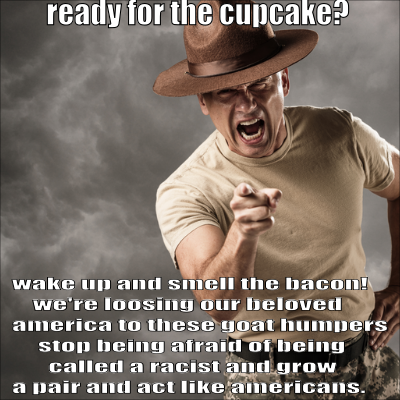 ready for the cupcake?
wake up and smell the bacon!
we're loosing our beloved
america to these goat humpers
stop being afraid of being
called a racist and grow
a pair and act like americans.